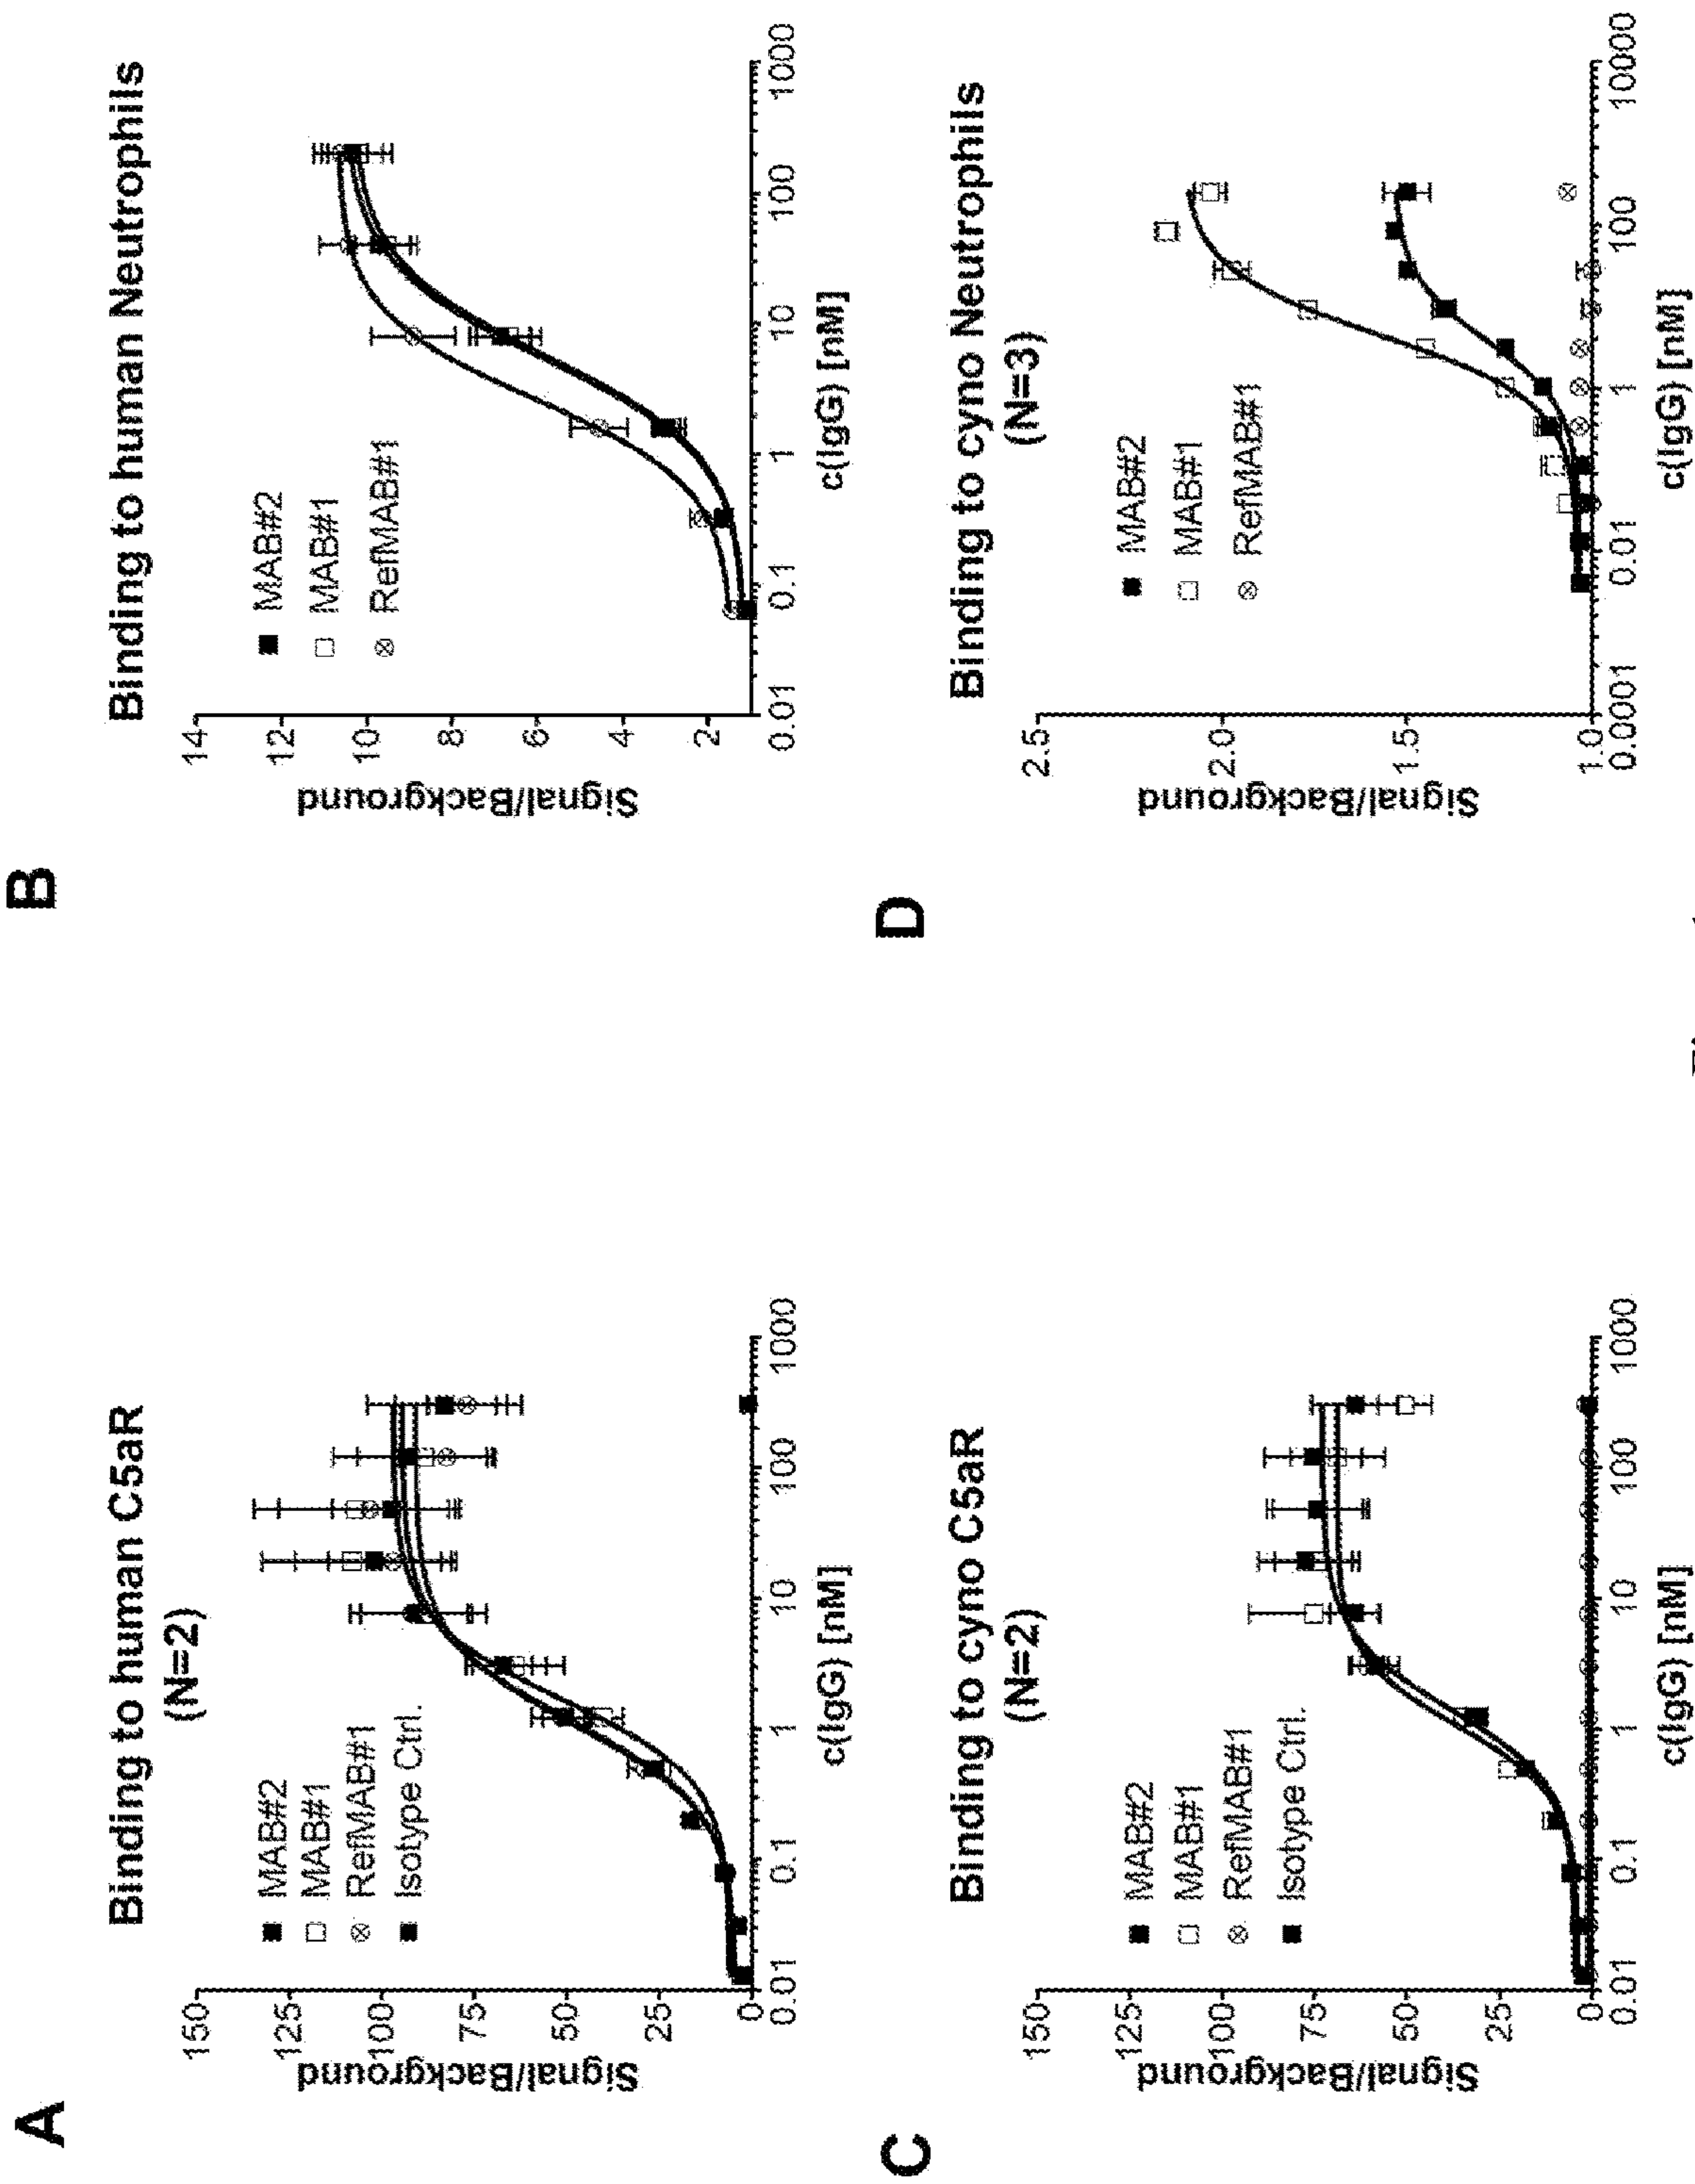 A
Binding to human C5aR
(N=2)
Signal/Background
150
125
100
75
50
25
0
MAB#2
MAB#1
RefMAB#1
Isotype Ctrl.
0.01
0.1
1
10
100
1000
c(IgG) [nM]
B
Binding to human Neutrophils
Signal/Background
14
12
10
8
6
4
2
MAB#2
MAB#1
RefMAB#1
0.01
0.1
1
10
100
1000
c(IgG) [nM]
C
Binding to cyno C5aR
(N=2)
Signal/Background
150
125
100
75
50
25
0
MAB#2
MAB#1
RefMAB#1
Isotype Ctrl.
0.01
0.1
1
10
100
1000
c(IgG) [nM]
D
Binding to cyno Neutrophils
(N=3)
Signal/Background
2.5
2.0
1.5
1.0
MAB#2
MAB#1
RefMAB#1
0.0001
0.01
1
100
10000
c(IgG) [nM]